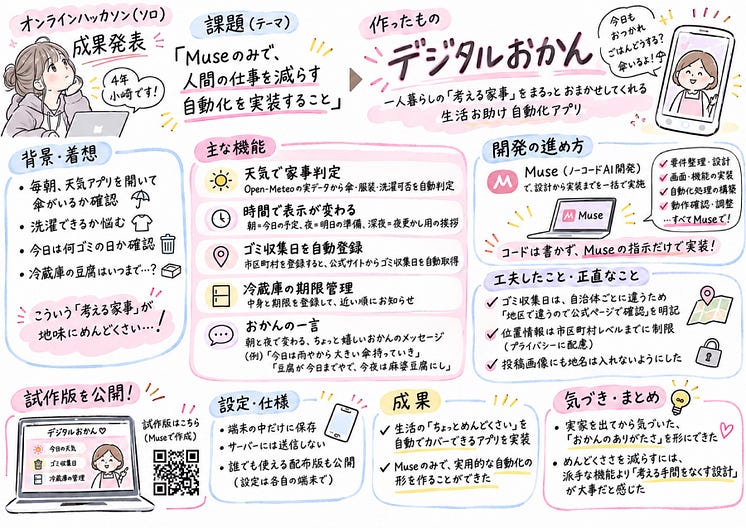 オンラインハッカソン(ソロ)
成果発表
4年
小崎です!
課題(テーマ)
「Museのみで、
人間の仕事を減らす
自動化を実装すること」
作ったもの
デジタルおかん
一人暮らしの「考える家事」をまるっとおまかせしてくれる
生活お助け自動化アプリ
今日も
おつかれ
ごはんどうする?
傘いるよ!
背景・着想
• 毎朝、天気アプリを開いて
傘がいるか確認
• 洗濯できるか悩む
• 今日は何ゴミの日か確認
• 冷蔵庫の豆腐はいつまで…?
こういう「考える家事」が
地味にめんどくさい…!
主な機能
天気で家事判定
Open-Meteoの実データから傘・服装・洗濯可否を自動判定
時間で表示が変わる
朝=今日の予定、夜=明日の準備、深夜=夜更かし用の挨拶
ゴミ収集日を自動登録
市区町村を登録すると、公式サイトからゴミ収集日を自動取得
冷蔵庫の期限管理
中身と期限を登録して、近い順にお知らせ
おかんの一言
朝と夜で変わる、ちょっと嬉しいおかんのメッセージ
(例)「今日は雨やから大きい傘持っていき」
「豆腐が今日までやで、今夜は麻婆豆腐にし」
開発の進め方
Muse(ノーコードAI開発)
で、設計から実装までを一括で実施
Muse
✓ 要件整理・設計
✓ 画面・機能の実装
✓ 自動化処理の構築
✓ 動作確認・調整
…すべてMuseで!
コードは書かず、Museの指示だけで実装!
工夫したこと・正直なこと
✓ ゴミ収集日は、自治体ごとに違うため
「地区で違うので公式ページで確認」を明記
✓ 位置情報は市区町村レベルまでに制限
(プライバシーに配慮)
✓ 投稿画像にも地名は入れないようにした
試作版を公開!
デジタルおかん♡
今日の天気
ゴミ収集日
冷蔵庫の管理
試作版はこちら
(Museで作成)
設定・仕様
• 端末の中だけに保存
• サーバーには送信しない
• 誰でも使える配布版も公開
(設定は各自の端末で)
成果
✓ 生活の「ちょっとめんどくさい」を
自動でカバーできるアプリを実装
✓ Museのみで、実用的な自動化の
形を作ることができた
気づき・まとめ
• 実家を出てから気づいた、
「おかんのありがたさ」を形にできた
• めんどくささを減らすには、
派手な機能より「考える手間をなくす設計」
が大事だと感じた